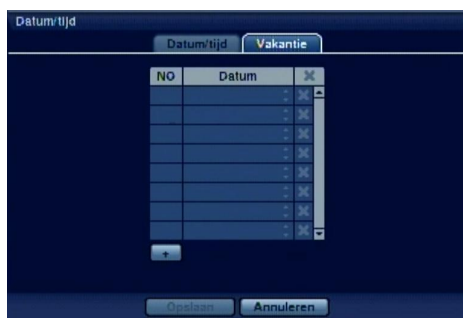 Datum/tijd
Datum/tijd Vakantie
NO Datum
Opslaan Annuleren